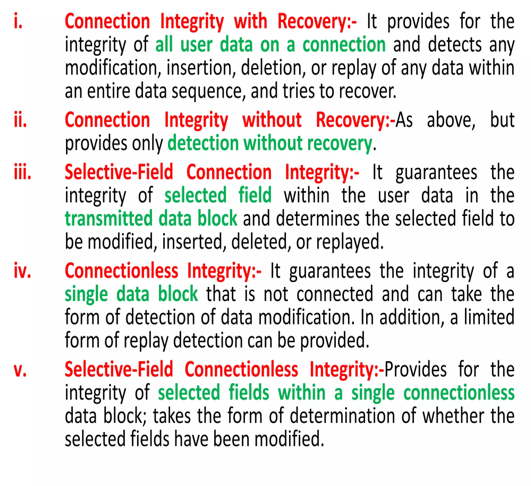 i. Connection Integrity with Recovery:- It provides for the
integrity of all user data on a connection and detects any
modification, insertion, deletion, or replay of any data within
an entire data sequence, and tries to recover.
ii. Connection Integrity without Recovery:-As above, but
provides only detection without recovery.
iii. Selective-Field Connection Integrity:- It guarantees the
integrity of selected field within the user data in the
transmitted data block and determines the selected field to
be modified, inserted, deleted, or replayed.
iv. Connectionless Integrity:- It guarantees the integrity of a
single data block that is not connected and can take the
form of detection of data modification. In addition, a limited
form of replay detection can be provided.
v. Selective-Field Connectionless Integrity:-Provides for the
integrity of selected fields within a single connectionless
data block; takes the form of determination of whether the
selected fields have been modified.